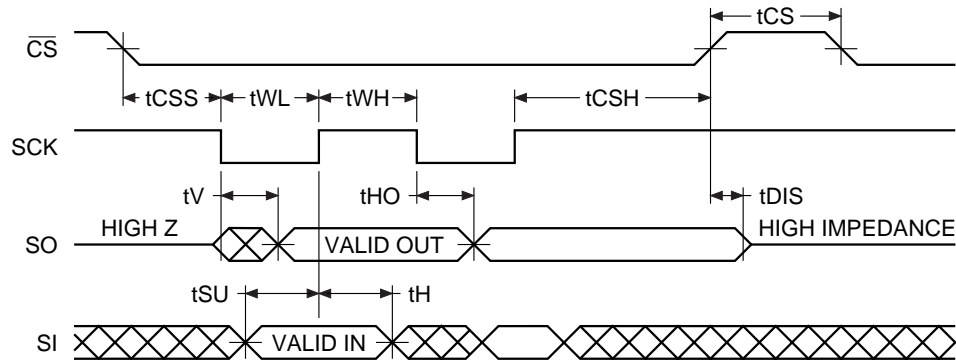 tCS
CS
tCSS tWL tWH tCSH
SCK
tV tHO tDIS
HIGH Z HIGH IMPEDANCE
SO VALID OUT
tSU tH
SI VALID IN